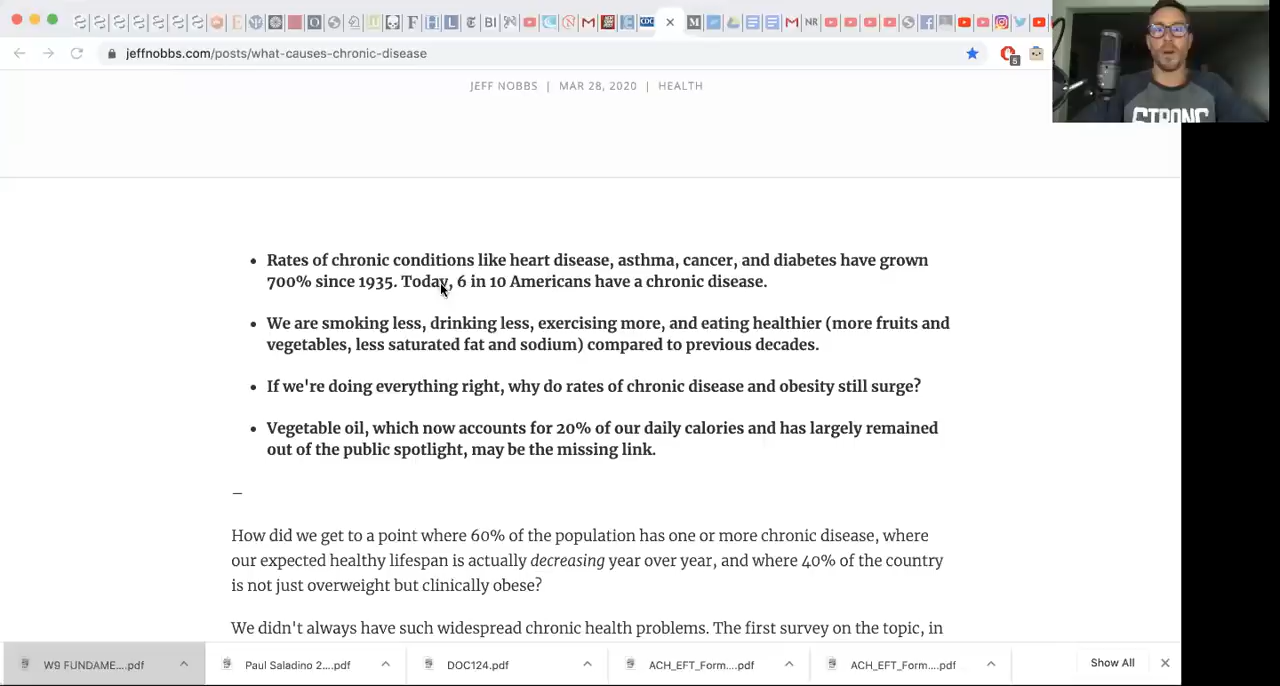 CDC
M
BI
NR
jeffnobbs.com/posts/what-causes-chronic-disease
5
STRONG
JEFF NOBBS | MAR 28, 2020 | HEALTH
• Rates of chronic conditions like heart disease, asthma, cancer, and diabetes have grown
700% since 1935. Today, 6 in 10 Americans have a chronic disease.
• We are smoking less, drinking less, exercising more, and eating healthier (more fruits and
vegetables, less saturated fat and sodium) compared to previous decades.
• If we're doing everything right, why do rates of chronic disease and obesity still surge?
• Vegetable oil, which now accounts for 20% of our daily calories and has largely remained
out of the public spotlight, may be the missing link.
–
How did we get to a point where 60% of the population has one or more chronic disease, where
our expected healthy lifespan is actually decreasing year over year, and where 40% of the country
is not just overweight but clinically obese?
We didn't always have such widespread chronic health problems. The first survey on the topic, in
W9 FUNDAME....pdf
Paul Saladino 2....pdf
DOC124.pdf
ACH_EFT_Form....pdf
ACH_EFT_Form....pdf
Show All